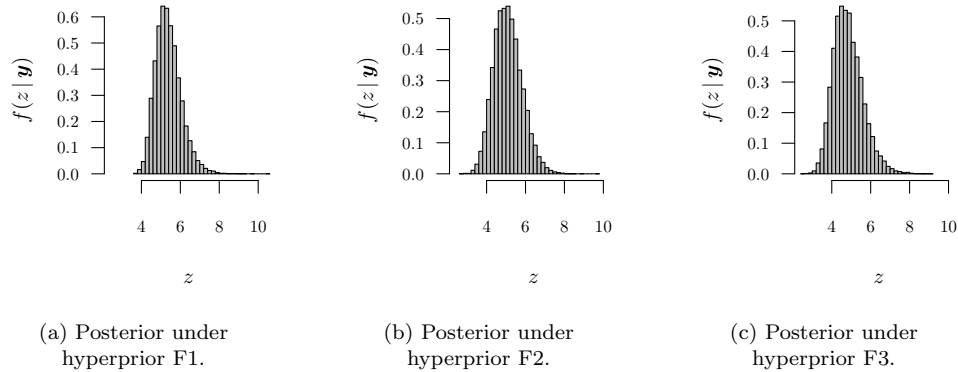 f(z | y)
0.6
0.5
0.4
0.3
0.2
0.1
0.0
4 6 8 10
z
(a) Posterior under
hyperprior F1.
f(z | y)
0.5
0.4
0.3
0.2
0.1
0.0
4 6 8 10
z
(b) Posterior under
hyperprior F2.
f(z | y)
0.5
0.4
0.3
0.2
0.1
0.0
4 6 8 10
z
(c) Posterior under
hyperprior F3.